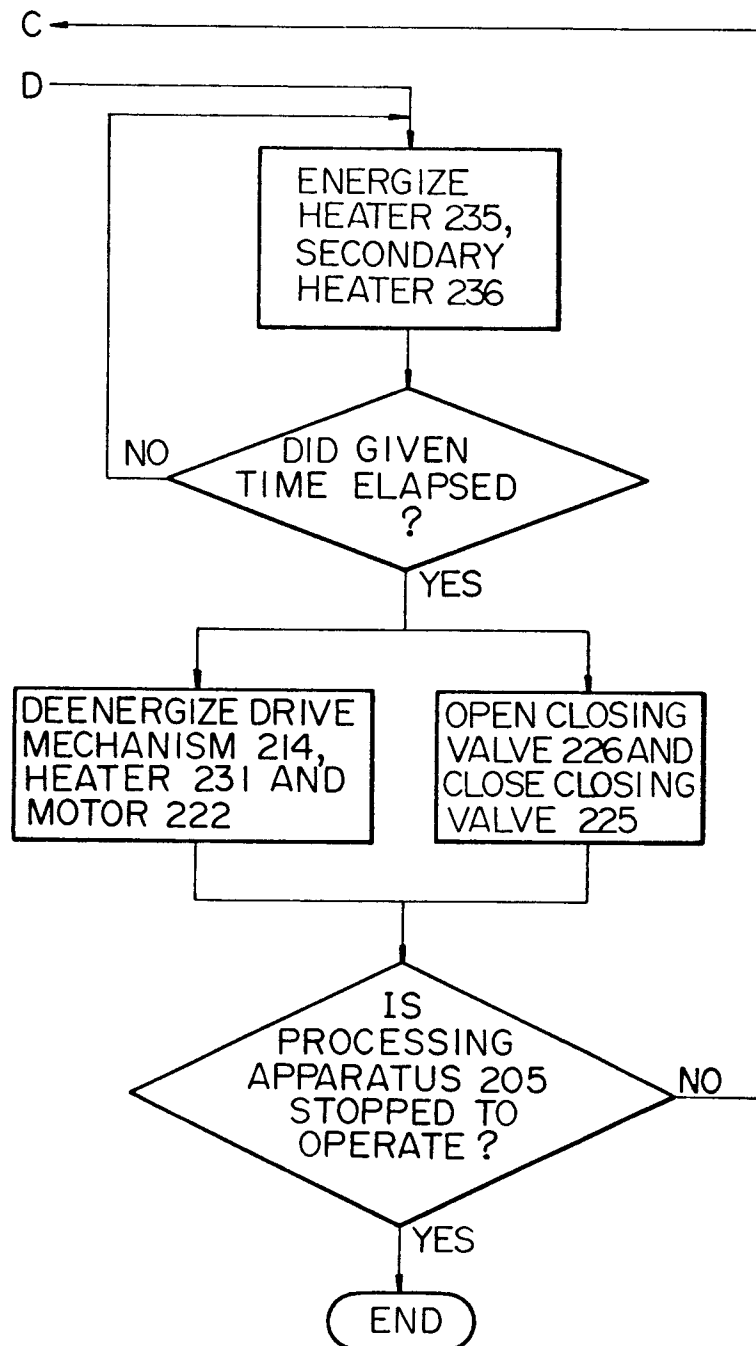 C
D
ENERGIZE
HEATER 235,
SECONDARY
HEATER 236
NO
DID GIVEN
TIME ELAPSED
?
YES
DEENERGIZE DRIVE
MECHANISM 214,
HEATER 231 AND
MOTOR 222
OPEN CLOSING
VALVE 226 AND
CLOSE CLOSING
VALVE 225
IS
PROCESSING
APPARATUS 205
STOPPED TO
OPERATE ?
NO
YES
END